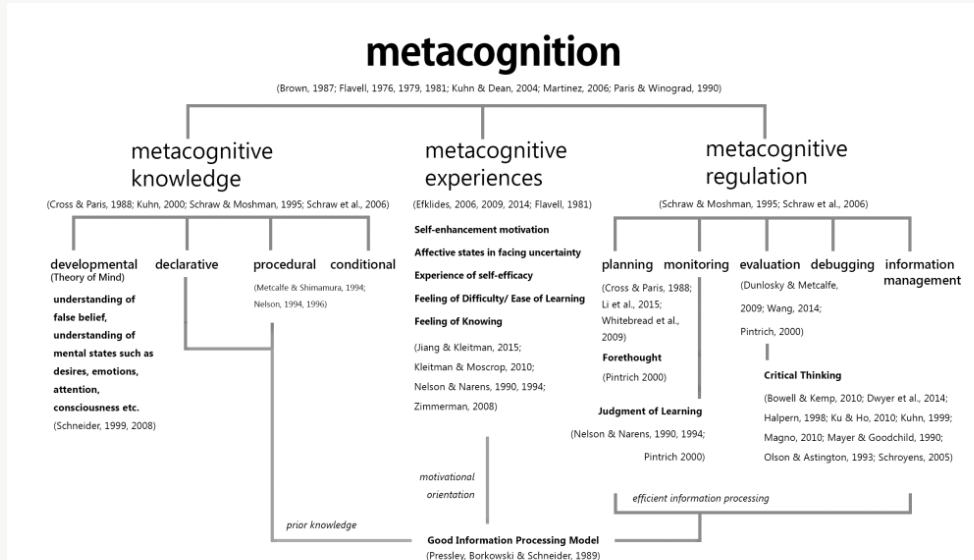 metacognition
(Brown, 1987; Flavell, 1976, 1979, 1981; Kuhn & Dean, 2004; Martinez, 2006; Paris & Winograd, 1990)
metacognitive
knowledge
(Cross & Paris, 1988; Kuhn, 2000; Schraw & Moshman, 1995; Schraw et al., 2006)
developmental
(Theory of Mind)
understanding of
false belief,
understanding of
mental states such as
desires, emotions,
attention,
consciousness etc.
(Schneider, 1999, 2008)
declarative
procedural
(Metcalfe & Shimamura, 1994;
Nelson, 1994, 1996)
conditional
prior knowledge
metacognitive
experiences
(Efklides, 2006, 2009, 2014; Flavell, 1981)
Self-enhancement motivation
Affective states in facing uncertainty
Experience of self-efficacy
Feeling of Difficulty/ Ease of Learning
Feeling of Knowing
(Jiang & Kleitman, 2015;
Kleitman & Moscrop, 2010;
Nelson & Narens, 1990, 1994;
Zimmerman, 2008)
motivational
orientation
metacognitive
regulation
(Schraw & Moshman, 1995; Schraw et al., 2006)
planning
(Cross & Paris, 1988;
Li et al., 2015;
Whitebread et al.,
2009)
Forethought
(Pintrich 2000)
monitoring
Judgment of Learning
(Nelson & Narens, 1990, 1994;
Pintrich 2000)
evaluation
(Dunlosky & Metcalfe,
2009; Wang, 2014;
Pintrich, 2000)
Critical Thinking
(Bowell & Kemp, 2010; Dwyer et al., 2014;
Halpern, 1998; Ku & Ho, 2010; Kuhn, 1999;
Magno, 2010; Mayer & Goodchild, 1990;
Olson & Astington, 1993; Schroyens, 2005)
debugging
information
management
efficient information processing
Good Information Processing Model
(Pressley, Borkowski & Schneider, 1989)